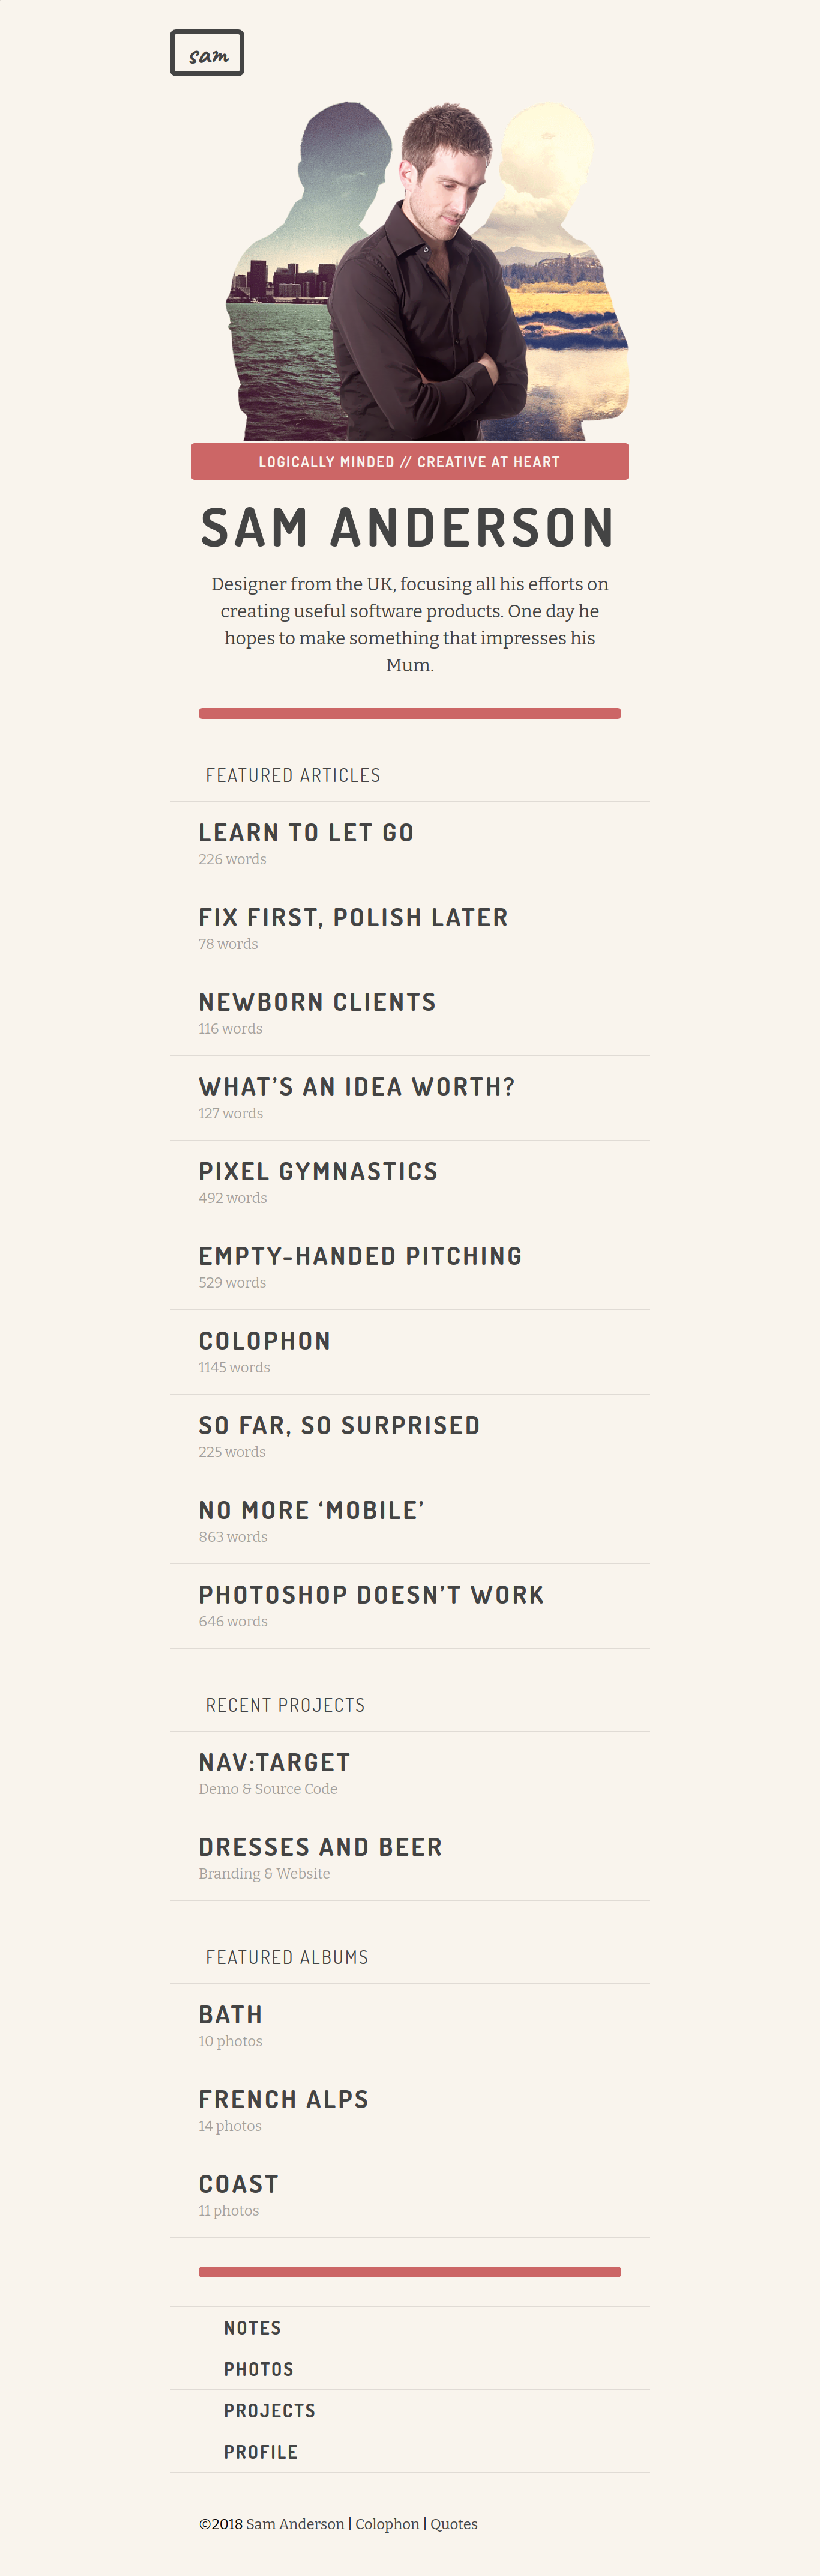 sam
LOGICALLY MINDED // CREATIVE AT HEART
SAM ANDERSON
Designer from the UK, focusing all his efforts on
creating useful software products. One day he
hopes to make something that impresses his
Mum.
FEATURED ARTICLES
LEARN TO LET GO
226 words
FIX FIRST, POLISH LATER
78 words
NEWBORN CLIENTS
116 words
WHAT’S AN IDEA WORTH?
127 words
PIXEL GYMNASTICS
492 words
EMPTY-HANDED PITCHING
529 words
COLOPHON
1145 words
SO FAR, SO SURPRISED
225 words
NO MORE ‘MOBILE’
863 words
PHOTOSHOP DOESN’T WORK
646 words
RECENT PROJECTS
NAV:TARGET
Demo & Source Code
DRESSES AND BEER
Branding & Website
FEATURED ALBUMS
BATH
10 photos
FRENCH ALPS
14 photos
COAST
11 photos
NOTES
PHOTOS
PROJECTS
PROFILE
©2018 Sam Anderson | Colophon | Quotes